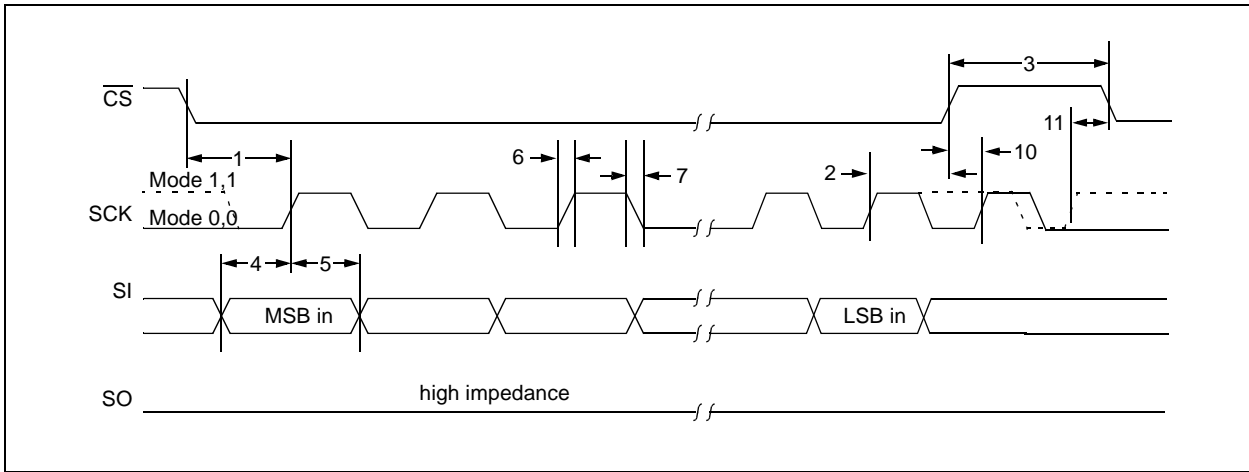 3
CS
11
1
6
10
Mode 1,1
7
2
SCK
Mode 0,0
4
5
SI
MSB in
LSB in
high impedance
SO